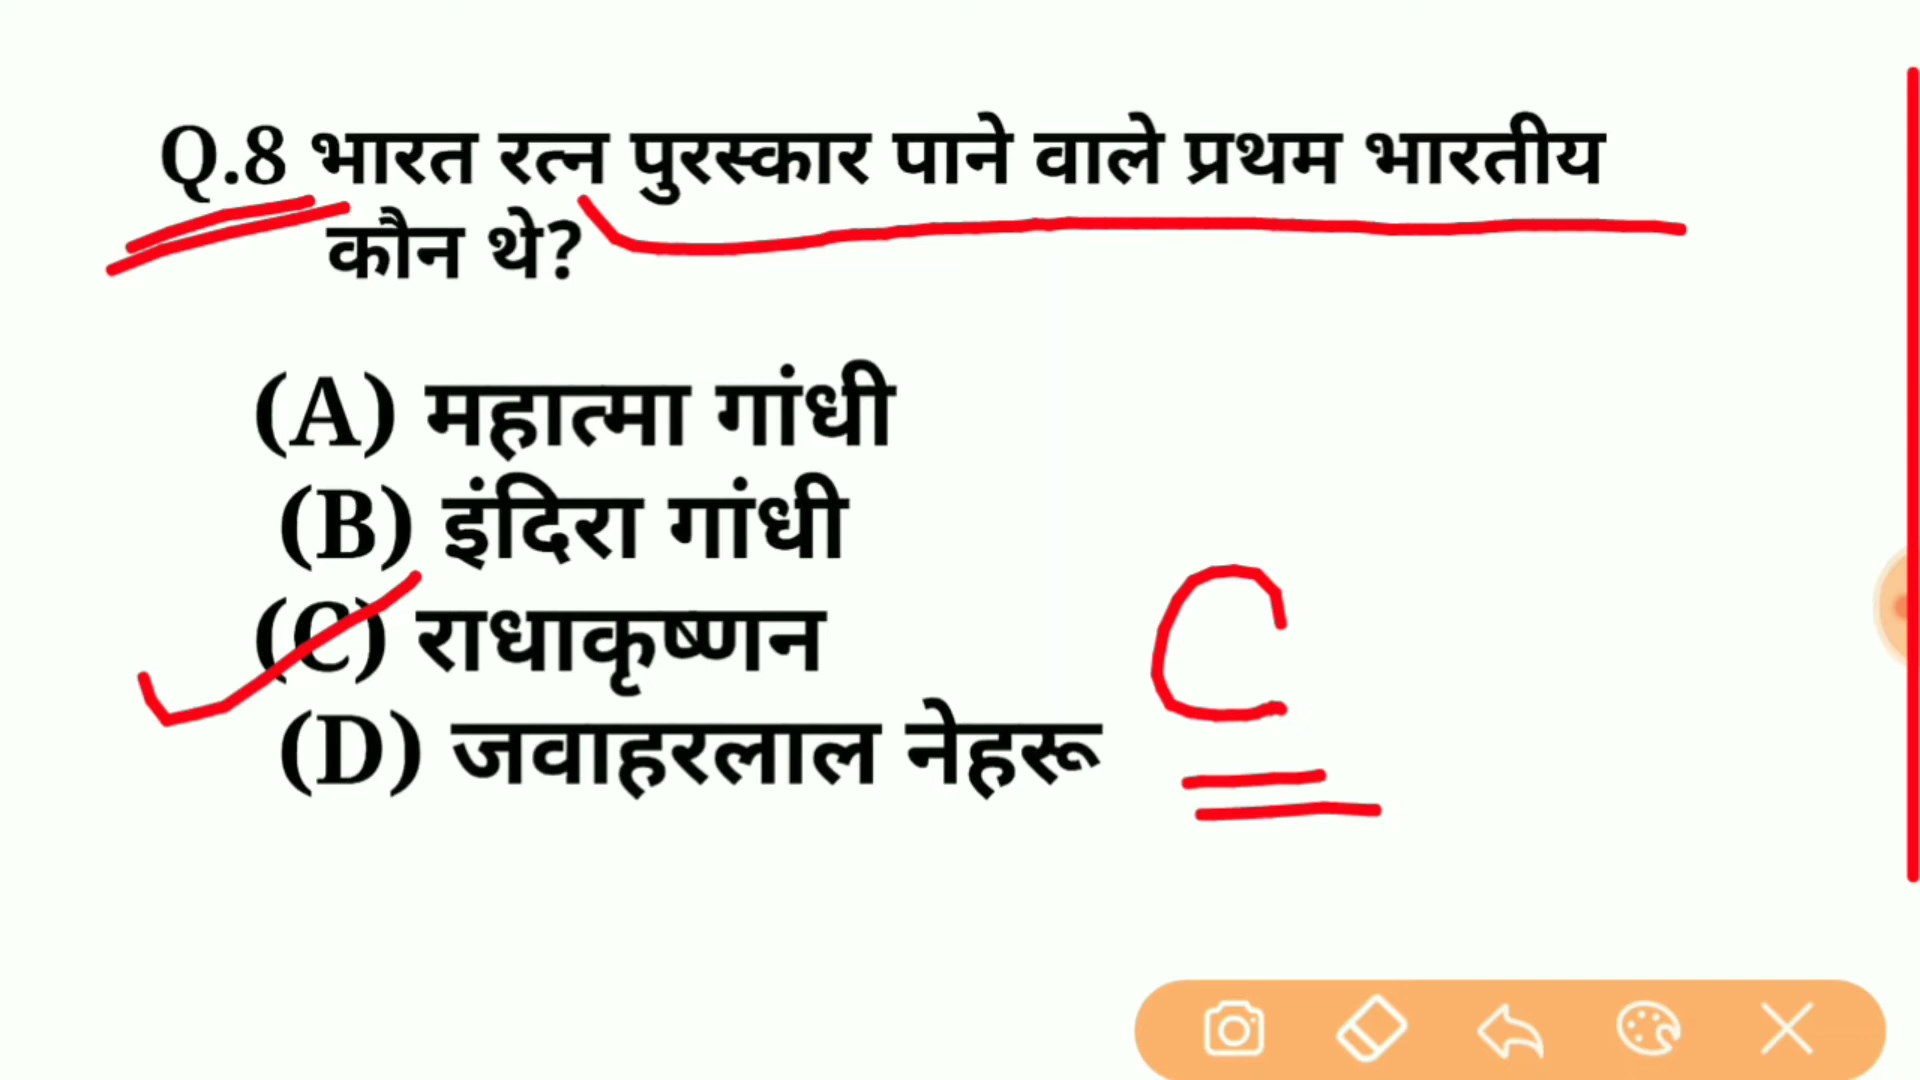 Q.8 भारत रत्न पुरस्कार पाने वाले प्रथम भारतीय
कौन थे?
(A) महात्मा गांधी
(B) इंदिरा गांधी
(C) राधाकृष्णन
(D) जवाहरलाल नेहरू
C